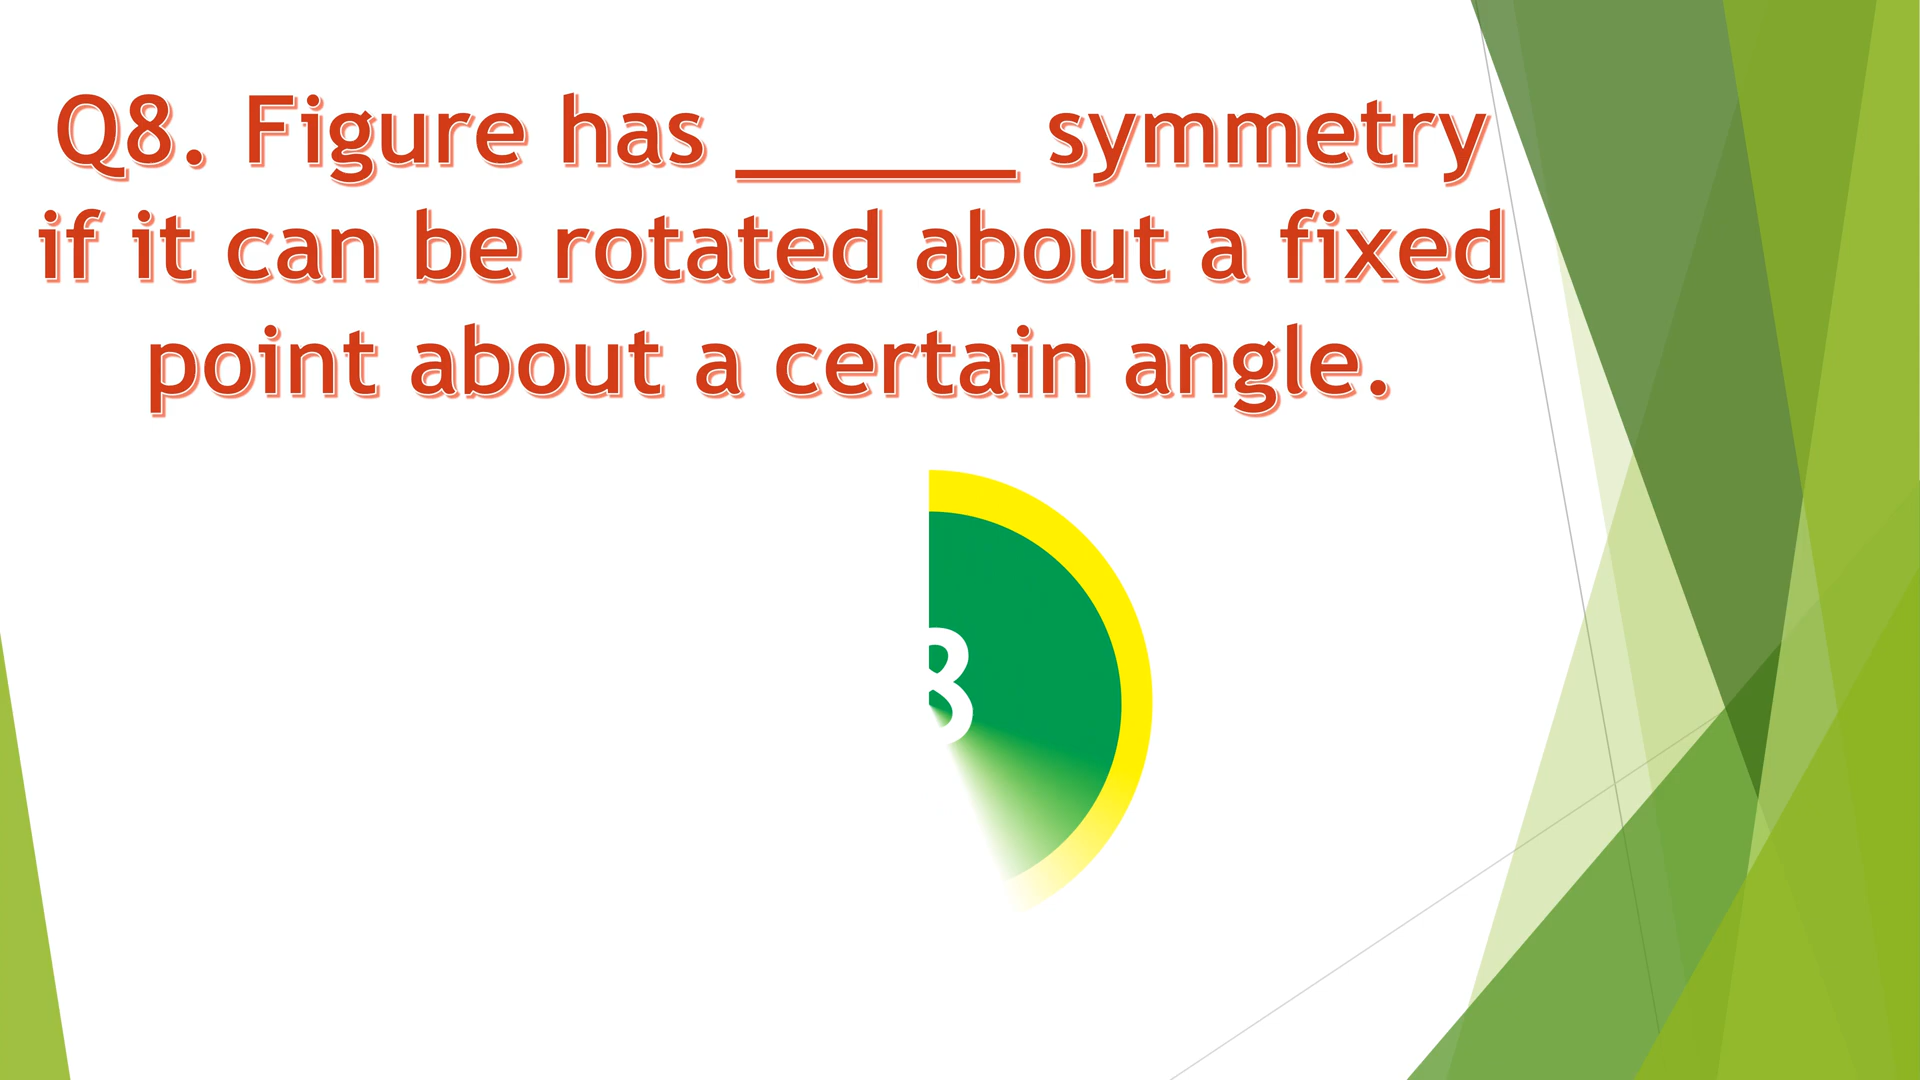 Q8. Figure has ______ symmetry
if it can be rotated about a fixed
point about a certain angle.